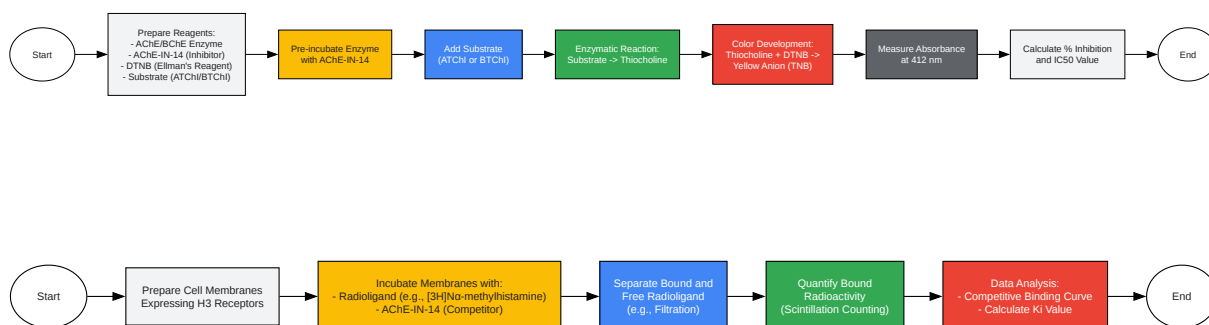 Start
Prepare Reagents:
- AChE/BChE Enzyme
- AChE-IN-14 (Inhibitor)
- DTNB (Ellman's Reagent)
- Substrate (ATChI/BTChI)
Pre-incubate Enzyme
with AChE-IN-14
Add Substrate
(ATChI or BTChI)
Enzymatic Reaction:
Substrate -> Thiocholine
Color Development:
Thiocholine + DTNB ->
Yellow Anion (TNB)
Measure Absorbance
at 412 nm
Calculate % Inhibition
and IC50 Value
End
Start
Prepare Cell Membranes
Expressing H3 Receptors
Incubate Membranes with:
- Radioligand (e.g., [3H]Nα-methylhistamine)
- AChE-IN-14 (Competitor)
Separate Bound and
Free Radioligand
(e.g., Filtration)
Quantify Bound
Radioactivity
(Scintillation Counting)
Data Analysis:
- Competitive Binding Curve
- Calculate Ki Value
End